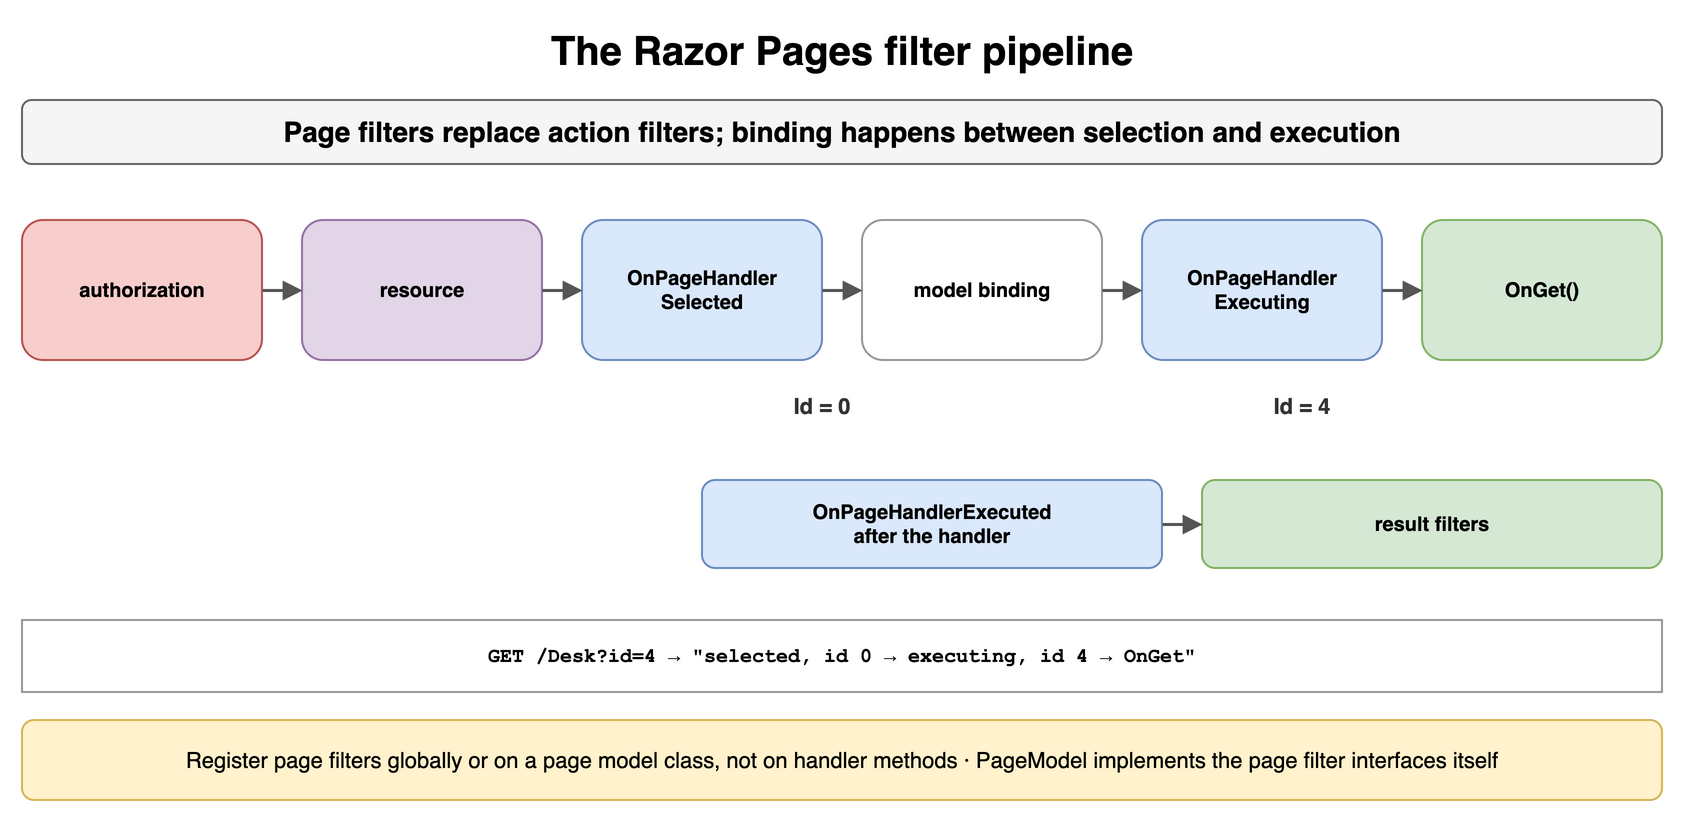 The Razor Pages filter pipeline
Page filters replace action filters; binding happens between selection and execution
authorization
resource
OnPageHandler
Selected
model binding
OnPageHandler
Executing
OnGet()
Id = 0
Id = 4
OnPageHandlerExecuted
after the handler
result filters
GET /Desk?id=4 → "selected, id 0 → executing, id 4 → OnGet"
Register page filters globally or on a page model class, not on handler methods · PageModel implements the page filter interfaces itself